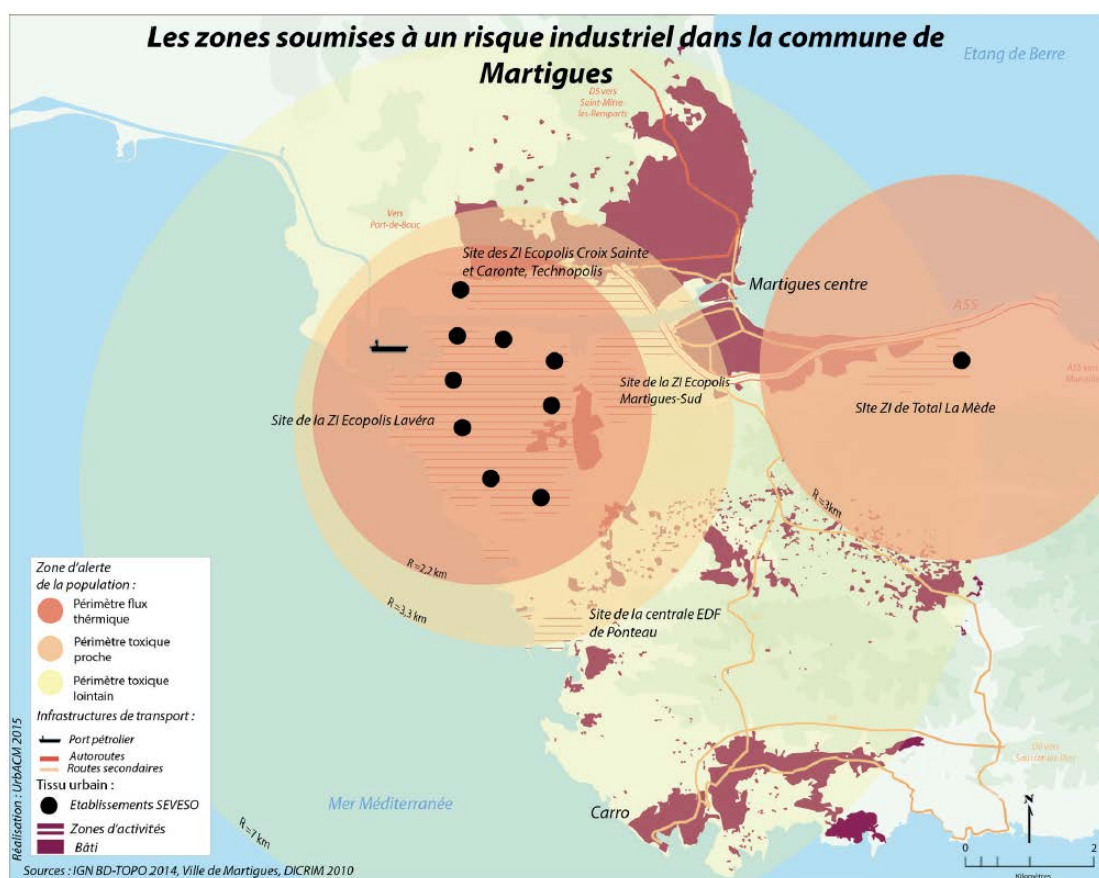 Les zones soumises à un risque industriel dans la commune de
Martigues
Etang de Berre
D5 vers
Saint-Mitre
les-Remparts
Vers
Port-de-Bouc
Site des ZI Ecopolis Croix Sainte
et Caronte, Technopolis
Martigues centre
A55
A55 vers
Site de la ZI Ecopolis
Martigues-Sud
Site ZI de Total La Mède
Site de la ZI Ecopolis Lavéra
R =3km
R =2,2 km
R =3,3 km
Site de la centrale EDF
de Ponteau
Zone d'alerte
de la population :
Périmètre flux
thérmique
Périmètre toxique
proche
Périmètre toxique
lointain
Infrastructures de transport :
Port pétrolier
Autoroutes
Routes secondaires
Tissu urbain :
Etablissements SEVESO
Zones d'activités
Bâti
Mer Méditerranée
Carro
R =7 km
N
0
2
Kilomètres
Réalisation : UrbACM 2015
Sources : IGN BD-TOPO 2014, Ville de Martigues, DICRIM 2010